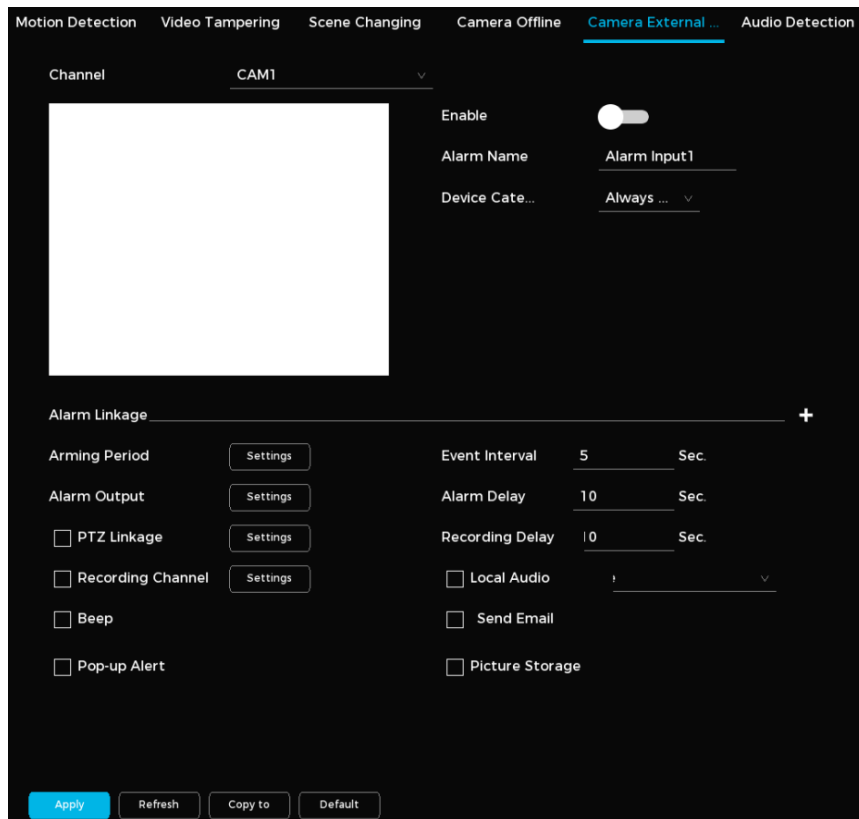 Motion Detection Video Tampering Scene Changing Camera Offline Camera External ... Audio Detection
Channel CAM1
Enable
Alarm Name Alarm Input1
Device Cate... Always ...
Alarm Linkage +
Arming Period Settings Event Interval 5 Sec.
Alarm Output Settings Alarm Delay 10 Sec.
PTZ Linkage Settings Recording Delay 10 Sec.
Recording Channel Settings Local Audio
Beep Send Email
Pop-up Alert Picture Storage
Apply Refresh Copy to Default